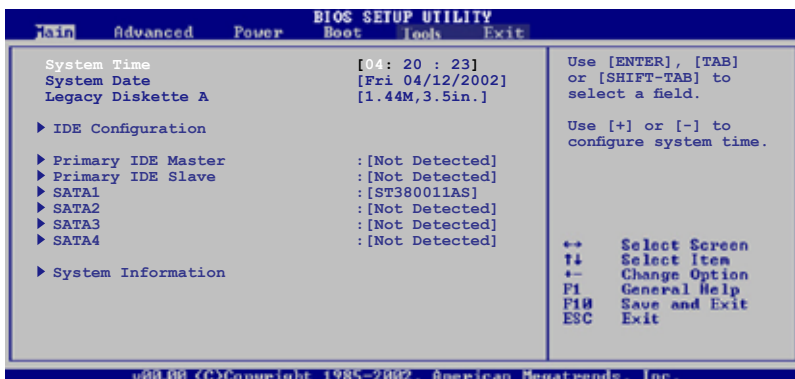 BIOS SETUP UTILITY
Main Advanced Power Boot Tools Exit
System Time [04: 20 : 23]
System Date [Fri 04/12/2002]
Legacy Diskette A [1.44M,3.5in.]
IDE Configuration
Primary IDE Master :[Not Detected]
Primary IDE Slave :[Not Detected]
SATA1 :[ST380011AS]
SATA2 :[Not Detected]
SATA3 :[Not Detected]
SATA4 :[Not Detected]
System Information
Use [ENTER], [TAB]
or [SHIFT-TAB] to
select a field.
Use [+] or [-] to
configure system time.
↔ Select Screen
↑↓ Select Item
+- Change Option
F1 General Help
F10 Save and Exit
ESC Exit
v00.00 (C)Copyright 1985-2002, American Megatrends, Inc.